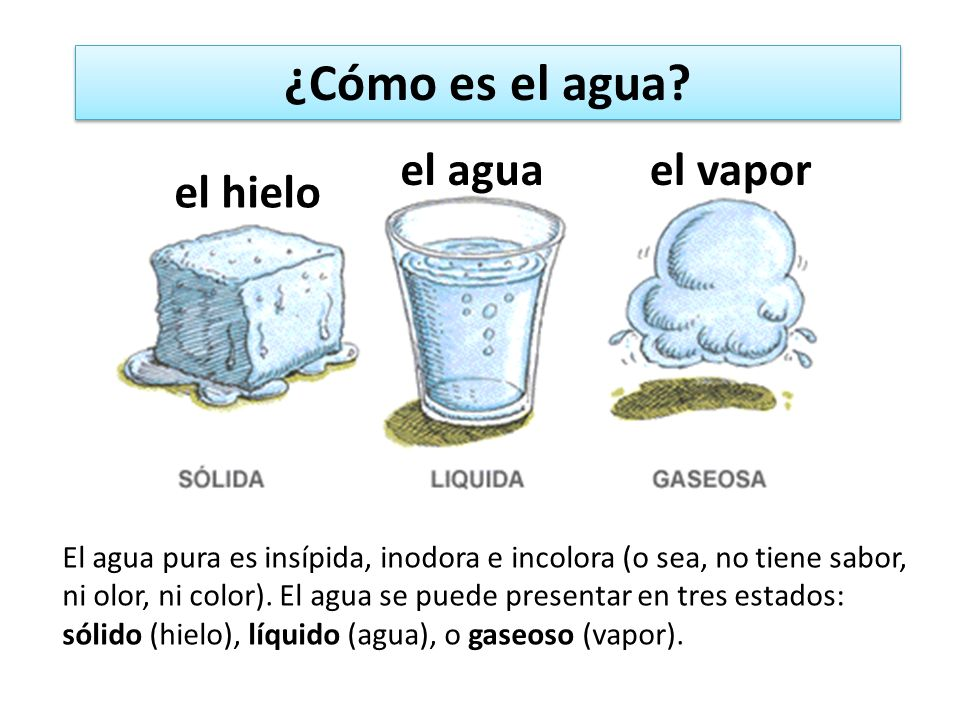 ¿Cómo es el agua?
el hielo
el agua
el vapor
SÓLIDA
LIQUIDA
GASEOSA
El agua pura es insípida, inodora e incolora (o sea, no tiene sabor,
ni olor, ni color). El agua se puede presentar en tres estados:
sólido (hielo), líquido (agua), o gaseoso (vapor).